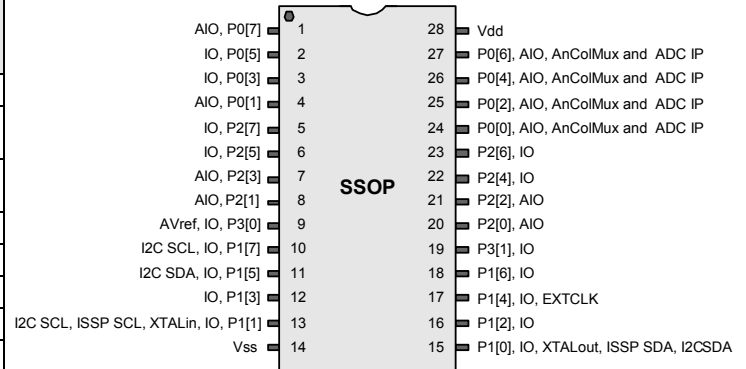 AIO, P0[7] 1 28 Vdd
IO, P0[5] 2 27 P0[6], AIO, AnColMux and ADC IP
IO, P0[3] 3 26 P0[4], AIO, AnColMux and ADC IP
AIO, P0[1] 4 25 P0[2], AIO, AnColMux and ADC IP
IO, P2[7] 5 24 P0[0], AIO, AnColMux and ADC IP
IO, P2[5] 6 23 P2[6], IO
AIO, P2[3] 7 22 P2[4], IO
SSOP
AIO, P2[1] 8 21 P2[2], AIO
AVref, IO, P3[0] 9 20 P2[0], AIO
I2C SCL, IO, P1[7] 10 19 P3[1], IO
I2C SDA, IO, P1[5] 11 18 P1[6], IO
IO, P1[3] 12 17 P1[4], IO, EXTCLK
I2C SCL, ISSP SCL, XTALin, IO, P1[1] 13 16 P1[2], IO
Vss 14 15 P1[0], IO, XTALout, ISSP SDA, I2CSDA